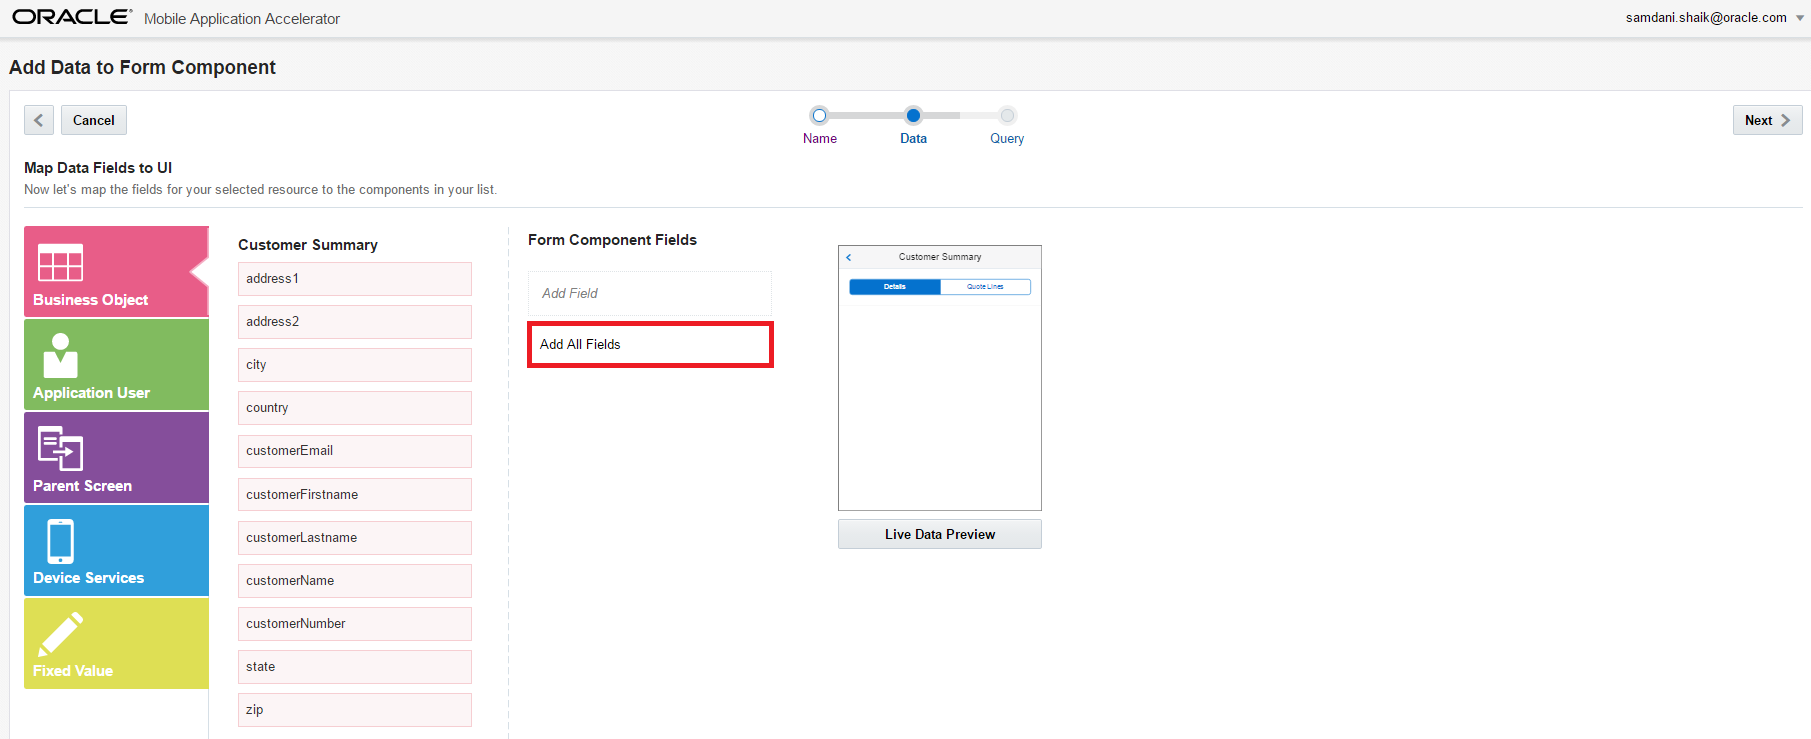 ORACLE® Mobile Application Accelerator
samdani.shaik@oracle.com
Add Data to Form Component
Cancel
Name
Data
Query
Next
Map Data Fields to UI
Now let's map the fields for your selected resource to the components in your list.
Business Object
Application User
Parent Screen
Device Services
Fixed Value
Customer Summary
address1
address2
city
country
customerEmail
customerFirstname
customerLastname
customerName
customerNumber
state
zip
Form Component Fields
Add Field
Add All Fields
Customer Summary
Details
Quote Lines
Live Data Preview